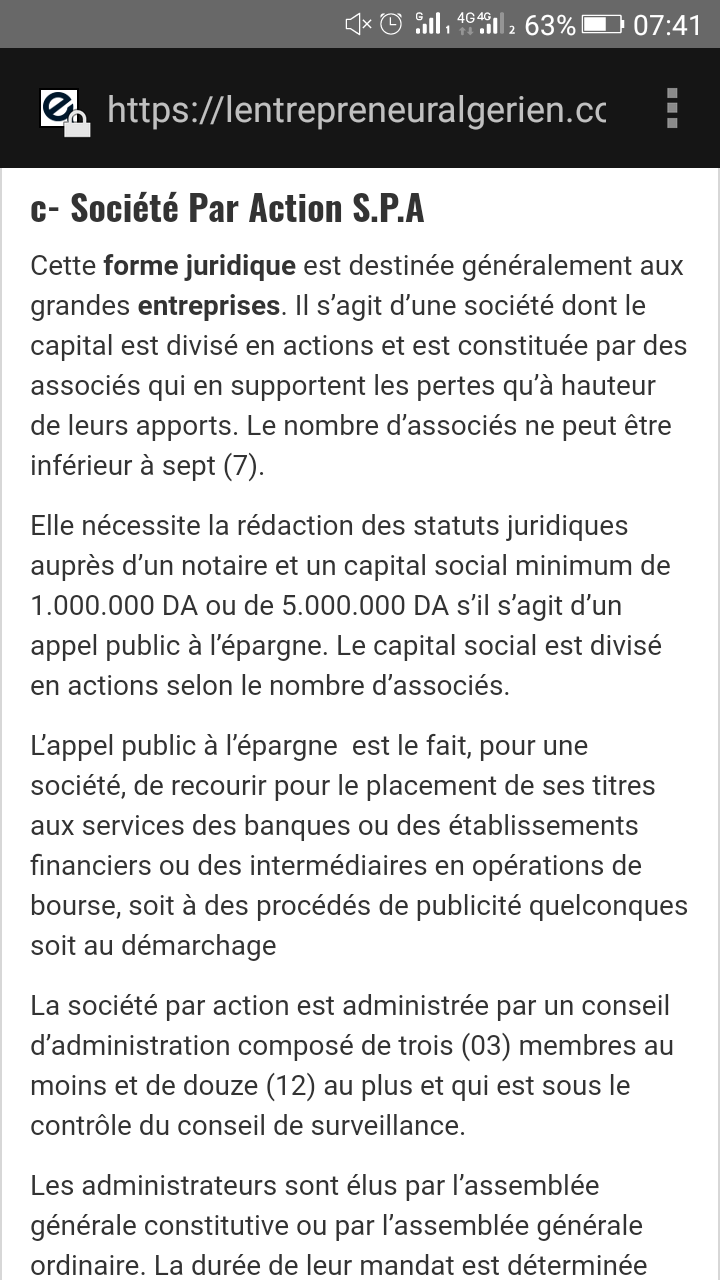 G 1 4G 4G 2 63% 07:41
https://lentrepreneuralgerien.cc
c- Société Par Action S.P.A
Cette forme juridique est destinée généralement aux
grandes entreprises. Il s’agit d’une société dont le
capital est divisé en actions et est constituée par des
associés qui en supportent les pertes qu’à hauteur
de leurs apports. Le nombre d’associés ne peut être
inférieur à sept (7).
Elle nécessite la rédaction des statuts juridiques
auprès d’un notaire et un capital social minimum de
1.000.000 DA ou de 5.000.000 DA s’il s’agit d’un
appel public à l’épargne. Le capital social est divisé
en actions selon le nombre d’associés.
L’appel public à l’épargne  est le fait, pour une
société, de recourir pour le placement de ses titres
aux services des banques ou des établissements
financiers ou des intermédiaires en opérations de
bourse, soit à des procédés de publicité quelconques
soit au démarchage
La société par action est administrée par un conseil
d’administration composé de trois (03) membres au
moins et de douze (12) au plus et qui est sous le
contrôle du conseil de surveillance.
Les administrateurs sont élus par l’assemblée
générale constitutive ou par l’assemblée générale
ordinaire. La durée de leur mandat est déterminée